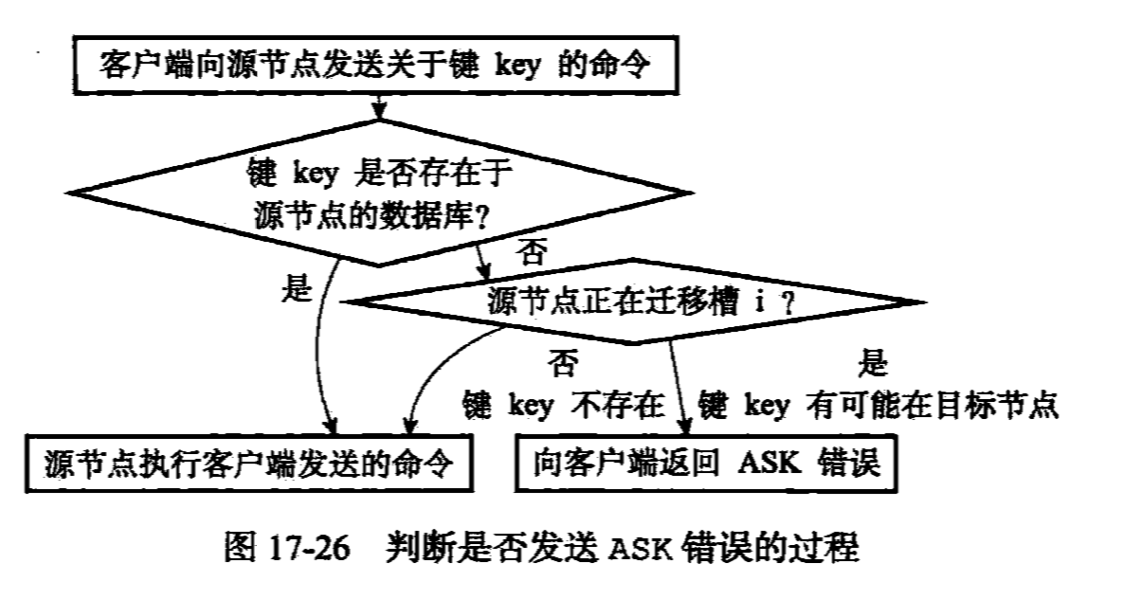 客户端向源节点发送关于键 key 的命令
键 key 是否存在于
源节点的数据库？
否
是
源节点正在迁移槽 i ？
否
是
键 key 不存在
键 key 有可能在目标节点
源节点执行客户端发送的命令
向客户端返回 ASK 错误
图 17-26 判断是否发送 ASK 错误的过程